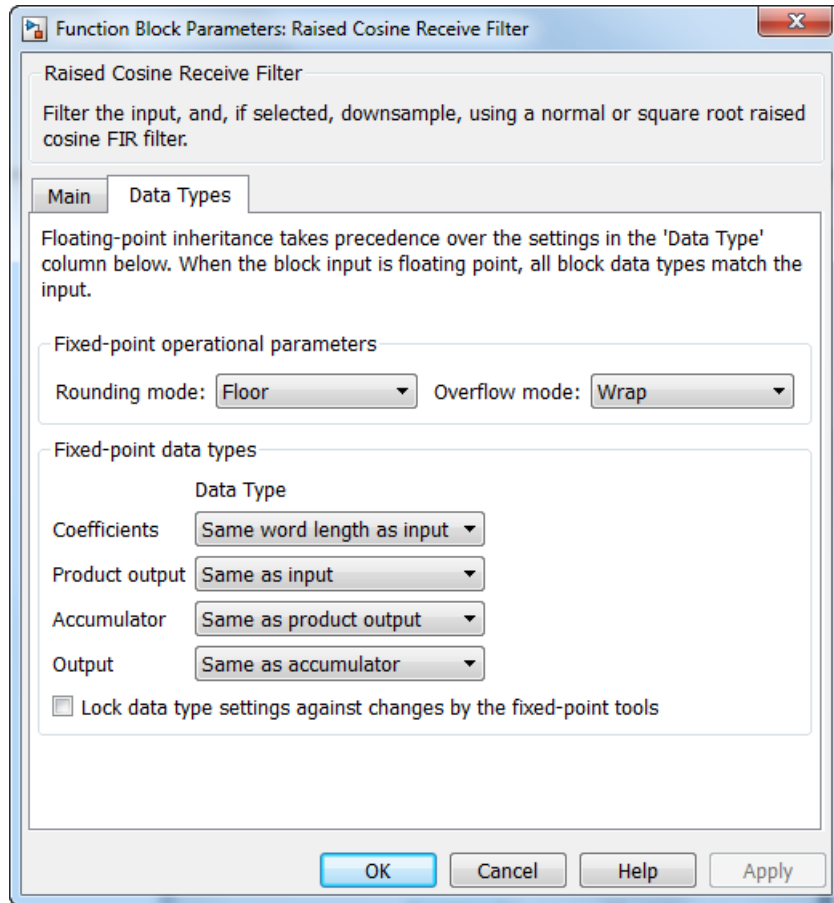 Function Block Parameters: Raised Cosine Receive Filter
Raised Cosine Receive Filter
Filter the input, and, if selected, downsample, using a normal or square root raised
cosine FIR filter.
Main Data Types
Floating-point inheritance takes precedence over the settings in the 'Data Type'
column below. When the block input is floating point, all block data types match the
input.
Fixed-point operational parameters
Rounding mode: Floor Overflow mode: Wrap
Fixed-point data types
Data Type
Coefficients Same word length as input
Product output Same as input
Accumulator Same as product output
Output Same as accumulator
Lock data type settings against changes by the fixed-point tools
OK Cancel Help Apply